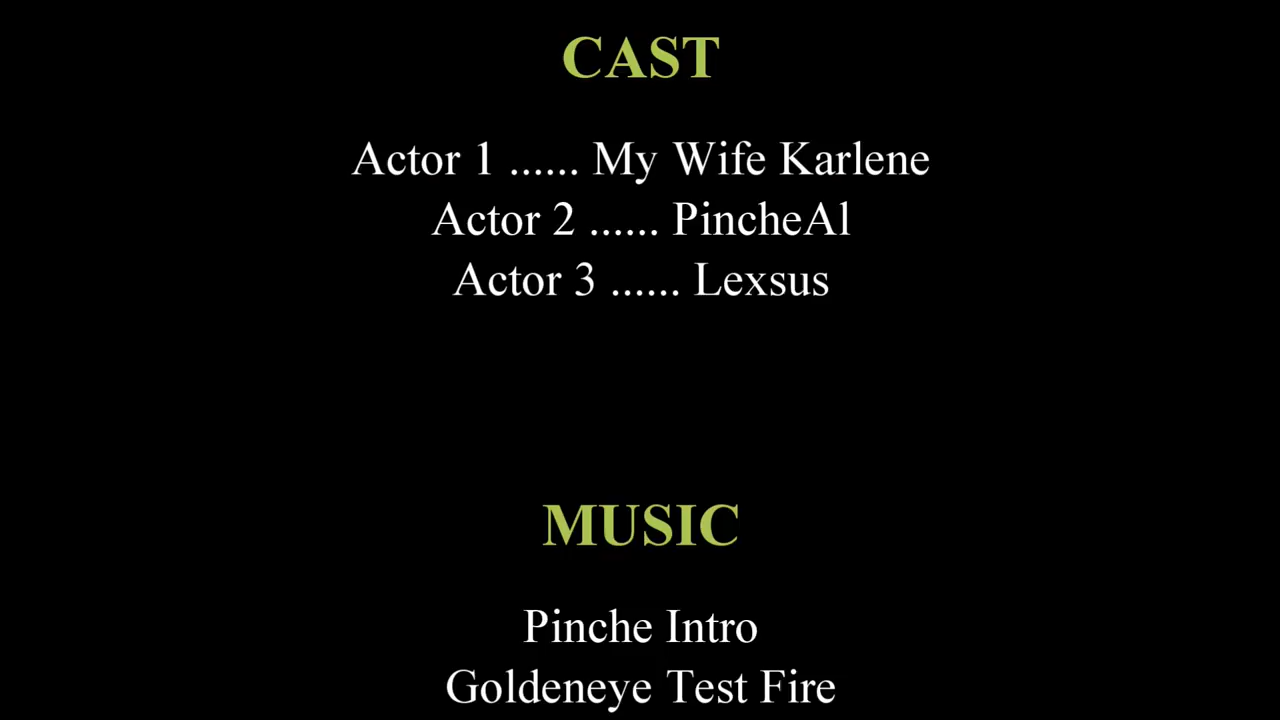 CAST
Actor 1 ...... My Wife Karlene
Actor 2 ...... PincheAl
Actor 3 ...... Lexsus
MUSIC
Pinche Intro
Goldeneye Test Fire